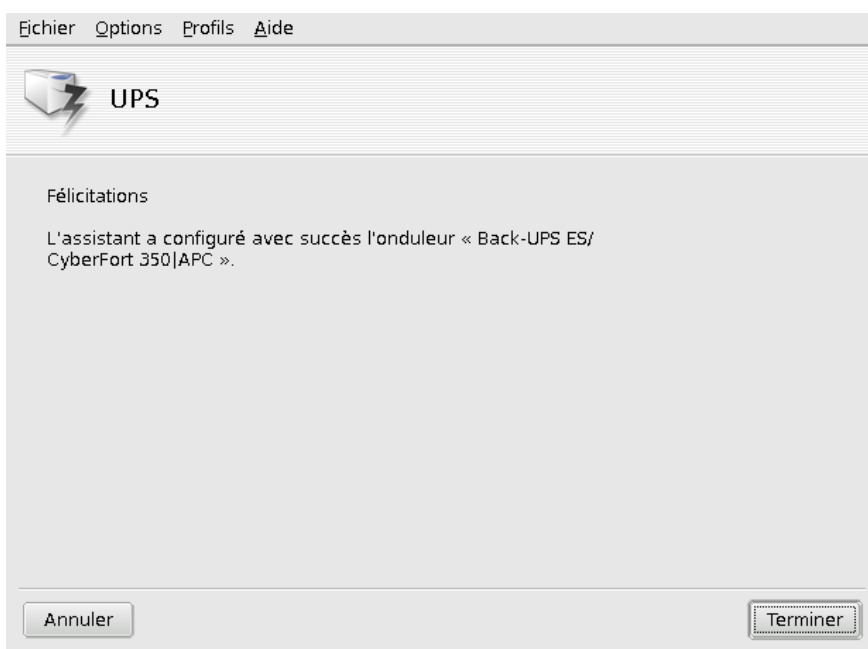 Fichier Options Profils Aide
UPS
Félicitations
L'assistant a configuré avec succès l'onduleur « Back-UPS ES/
CyberFort 350|APC ».
Annuler Terminer